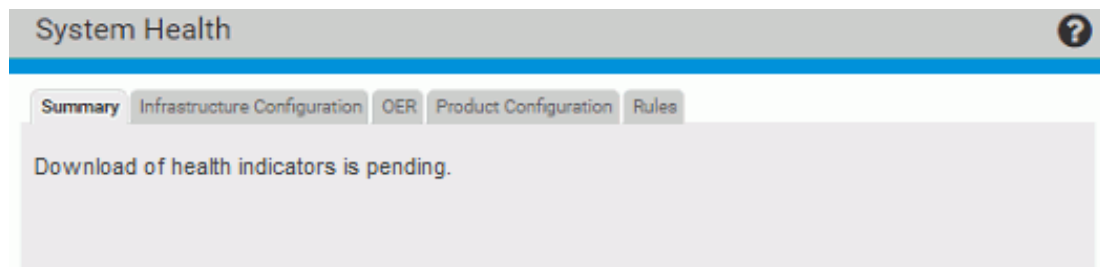 System Health
?
Summary Infrastructure Configuration OER Product Configuration Rules
Download of health indicators is pending.